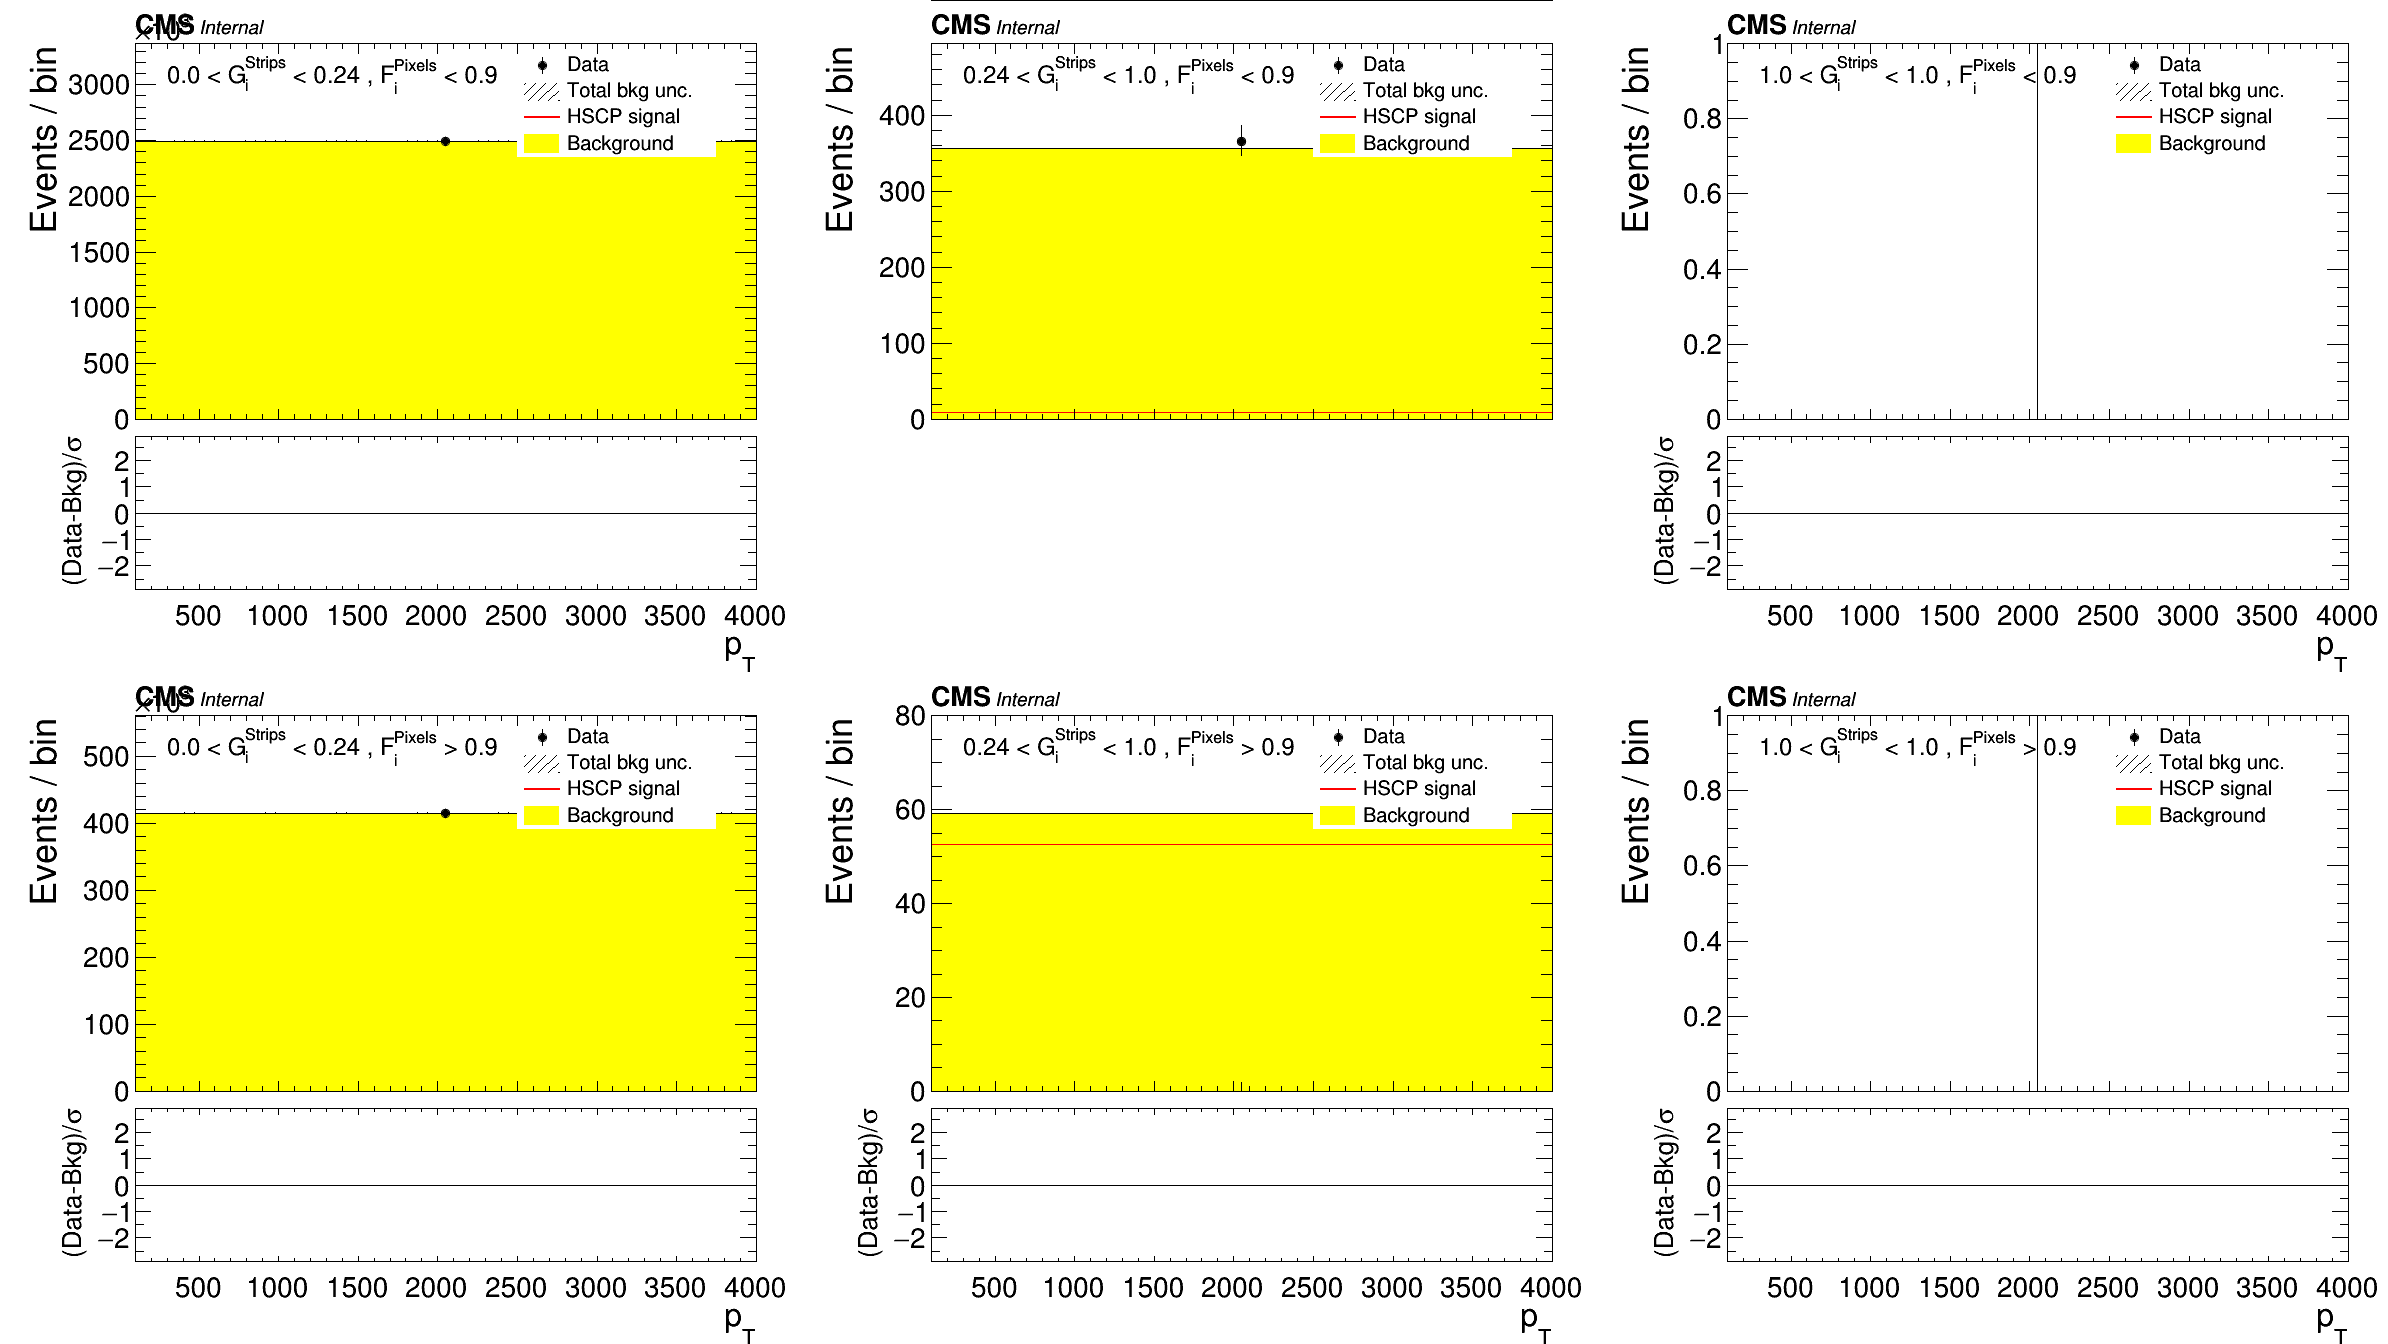 CMS Internal
×10³
Events / bin
0.0 < G_i^Strips < 0.24 , F_i^Pixels < 0.9
Data
Total bkg unc.
HSCP signal
Background
3000
2500
2000
1500
1000
500
0
(Data-Bkg)/σ
2
1
0
−1
−2
500 1000 1500 2000 2500 3000 3500 4000
p_T
CMS Internal
Events / bin
0.24 < G_i^Strips < 1.0 , F_i^Pixels < 0.9
Data
Total bkg unc.
HSCP signal
Background
400
300
200
100
0
CMS Internal
Events / bin
1.0 < G_i^Strips < 1.0 , F_i^Pixels < 0.9
Data
Total bkg unc.
HSCP signal
Background
1
0.8
0.6
0.4
0.2
0
(Data-Bkg)/σ
2
1
0
−1
−2
500 1000 1500 2000 2500 3000 3500 4000
p_T
CMS Internal
×10³
Events / bin
0.0 < G_i^Strips < 0.24 , F_i^Pixels > 0.9
Data
Total bkg unc.
HSCP signal
Background
500
400
300
200
100
0
(Data-Bkg)/σ
2
1
0
−1
−2
500 1000 1500 2000 2500 3000 3500 4000
p_T
CMS Internal
Events / bin
0.24 < G_i^Strips < 1.0 , F_i^Pixels > 0.9
Data
Total bkg unc.
HSCP signal
Background
80
60
40
20
0
(Data-Bkg)/σ
2
1
0
−1
−2
500 1000 1500 2000 2500 3000 3500 4000
p_T
CMS Internal
Events / bin
1.0 < G_i^Strips < 1.0 , F_i^Pixels > 0.9
Data
Total bkg unc.
HSCP signal
Background
1
0.8
0.6
0.4
0.2
0
(Data-Bkg)/σ
2
1
0
−1
−2
500 1000 1500 2000 2500 3000 3500 4000
p_T